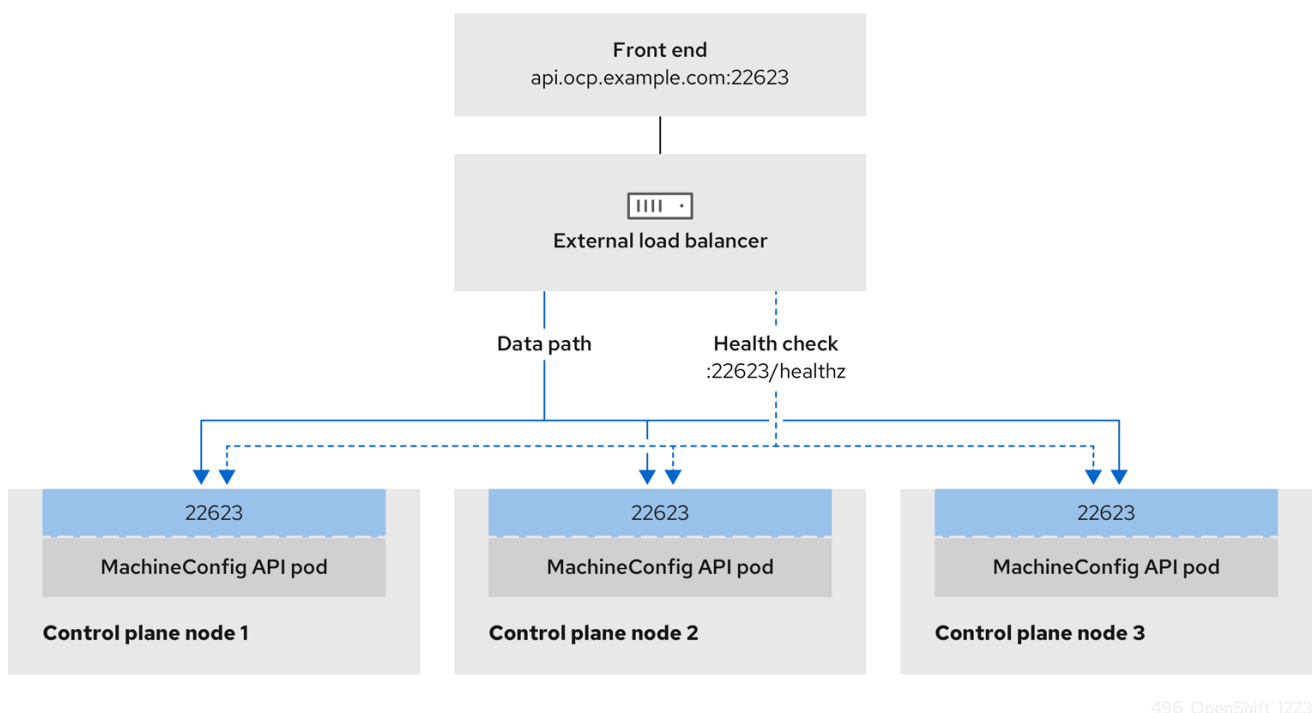 Front end
api.ocp.example.com:22623
External load balancer
Data path
Health check
:22623/healthz
22623
22623
22623
MachineConfig API pod
MachineConfig API pod
MachineConfig API pod
Control plane node 1
Control plane node 2
Control plane node 3
496_OpenShift_1223